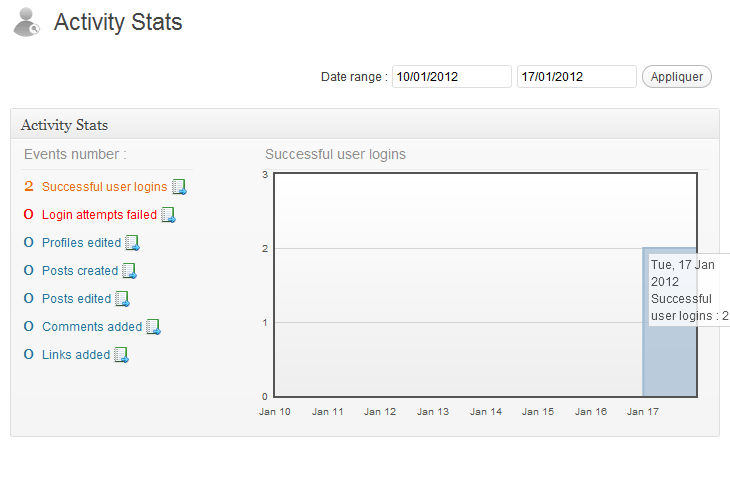 Activity Stats
Date range : 10/01/2012 17/01/2012 Appliquer
Activity Stats
Events number :
2 Successful user logins
0 Login attempts failed
0 Profiles edited
0 Posts created
0 Posts edited
0 Comments added
0 Links added
Successful user logins
3
2
1
0
Tue, 17 Jan
2012
Successful
user logins : 2
Jan 10 Jan 11 Jan 12 Jan 13 Jan 14 Jan 15 Jan 16 Jan 17